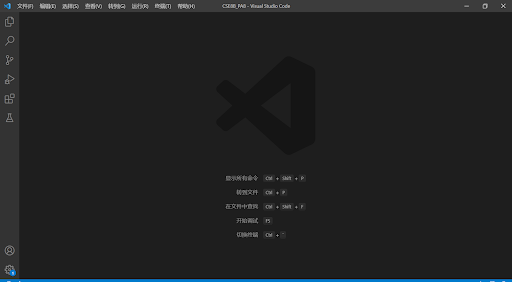 文件(F) 编辑(E) 选择(S) 查看(V) 转到(G) 运行(R) 终端(T) 帮助(H) CSE8B_PA8 - Visual Studio Code
显示所有命令 Ctrl + Shift + P
转到文件 Ctrl + P
在文件中查找 Ctrl + Shift + F
开始调试 F5
切换终端 Ctrl + `